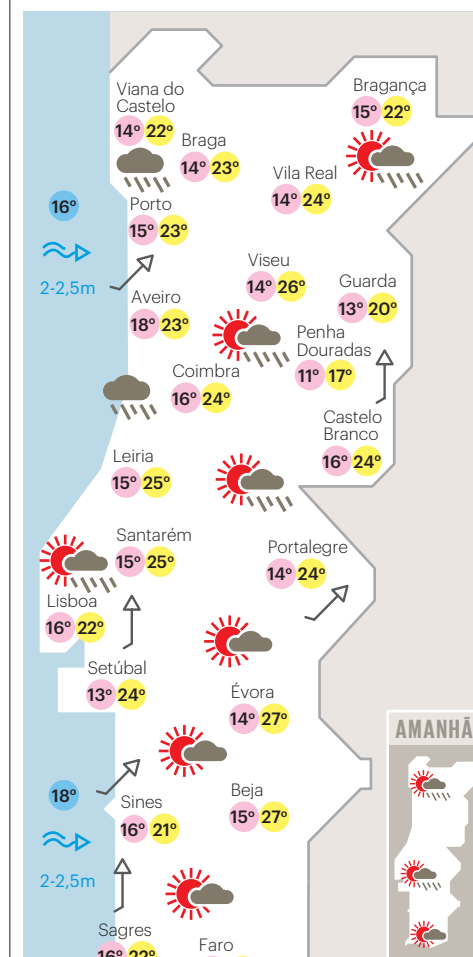 Viana do
Castelo
14º 22º
Braga
14º 23º
Bragança
15º 22º
Vila Real
14º 24º
16º
2-2,5m
Porto
15º 23º
Viseu
14º 26º
Guarda
13º 20º
Aveiro
18º 23º
Penha
Douradas
11º 17º
Coimbra
16º 24º
Castelo
Branco
16º 24º
Leiria
15º 25º
Santarém
15º 25º
Portalegre
14º 24º
Lisboa
16º 22º
Setúbal
13º 24º
Évora
14º 27º
AMANHÃ
18º
2-2,5m
Sines
16º 21º
Beja
15º 27º
Sagres
16º 22º
Faro